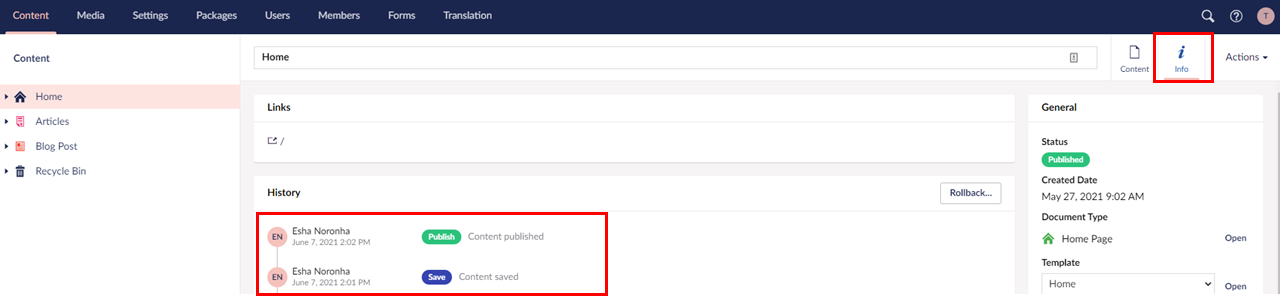 Content Media Settings Packages Users Members Forms Translation T
Content
Home
Articles
Blog Post
Recycle Bin
Home
Content
Info
Actions
Links
/
History
Rollback...
EN Esha Noronha Publish Content published
June 7, 2021 2:02 PM
EN Esha Noronha Save Content saved
June 7, 2021 2:01 PM
General
Status
Published
Created Date
May 27, 2021 9:02 AM
Document Type
Home Page Open
Template
Home Open